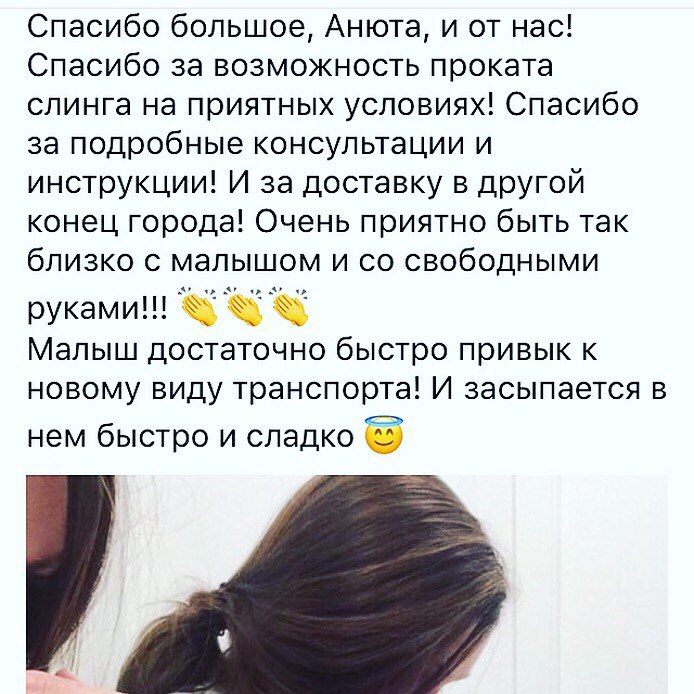 Спасибо большое, Анюта, и от нас!
Спасибо за возможность проката
слинга на приятных условиях! Спасибо
за подробные консультации и
инструкции! И за доставку в другой
конец города! Очень приятно быть так
близко с малышом и со свободными
руками!!! 👏👏👏
Малыш достаточно быстро привык к
новому виду транспорта! И засыпается в
нем быстро и сладко 😇